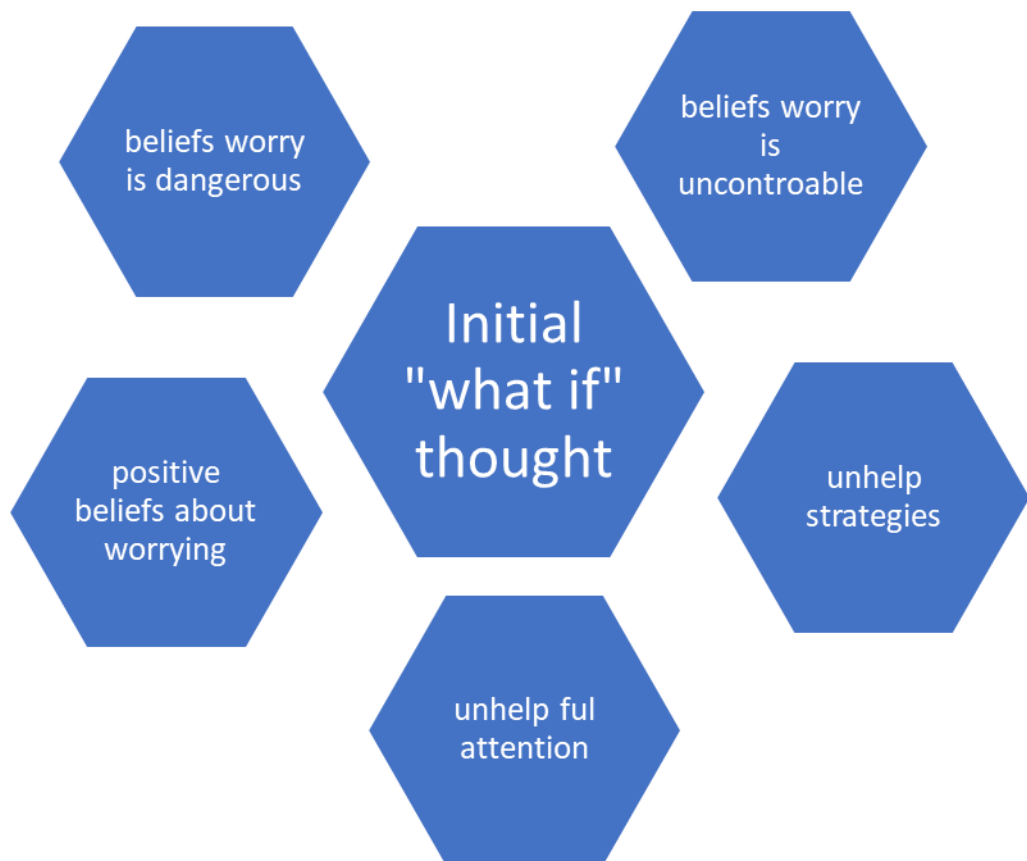 beliefs worry
is dangerous
beliefs worry
is
uncontroable
Initial
"what if"
thought
positive
beliefs about
worrying
unhelp
strategies
unhelp ful
attention